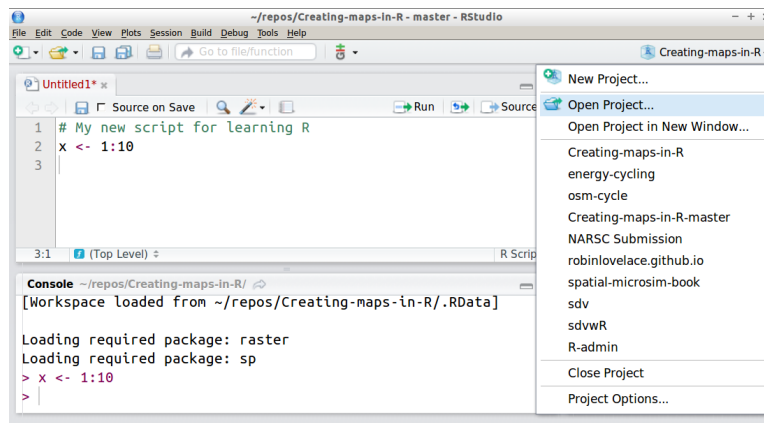 ~/repos/Creating-maps-in-R - master - RStudio
File Edit Code View Plots Session Build Debug Tools Help
Go to file/function
Creating-maps-in-R
Untitled1*
Source on Save
Run
Source
1 # My new script for learning R
2 x <- 1:10
3
3:1 (Top Level)
R Scrip
Console ~/repos/Creating-maps-in-R/
[Workspace loaded from ~/repos/Creating-maps-in-R/.RData]
Loading required package: raster
Loading required package: sp
> x <- 1:10
>
New Project...
Open Project...
Open Project in New Window...
Creating-maps-in-R
energy-cycling
osm-cycle
Creating-maps-in-R-master
NARSC Submission
robinlovelace.github.io
spatial-microsim-book
sdv
sdvwR
R-admin
Close Project
Project Options...